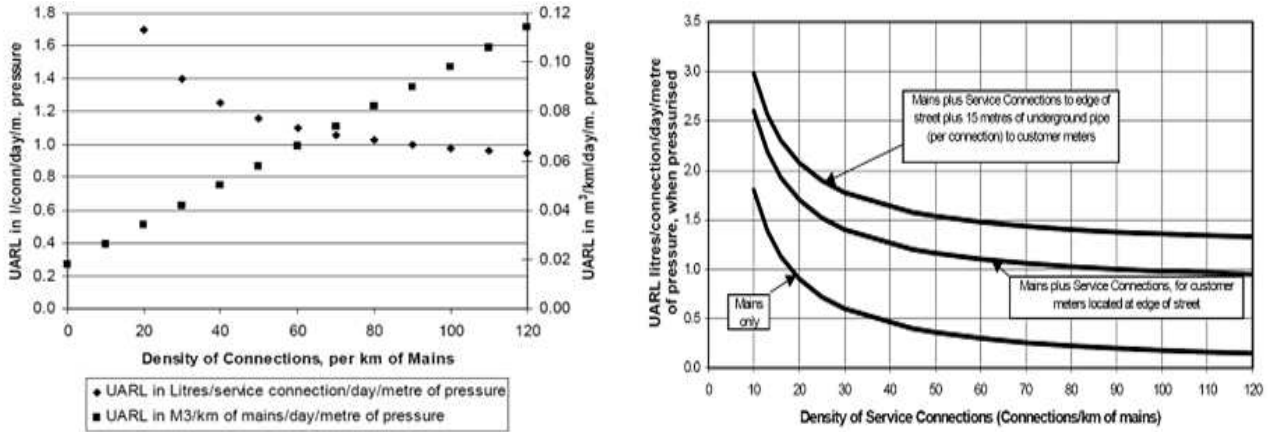 UARL in l/conn/day/m. pressure
1.8
1.6
1.4
1.2
1.0
0.8
0.6
0.4
0.2
0.0
0.12
0.10
0.08
0.06
0.04
0.02
0.00
UARL in m³/km/day/m. pressure
0 20 40 60 80 100 120
Density of Connections, per km of Mains
◆ UARL in Litres/service connection/day/metre of pressure
■ UARL in M3/km of mains/day/metre of pressure
UARL litres/connection/day/metre
of pressure, when pressurised
3.5
3.0
2.5
2.0
1.5
1.0
0.5
0.0
Mains plus Service Connections to edge of
street plus 15 metres of underground pipe
(per connection) to customer meters
Mains plus Service Connections, for customer
meters located at edge of street
Mains
only
0 10 20 30 40 50 60 70 80 90 100 110 120
Density of Service Connections (Connections/km of mains)